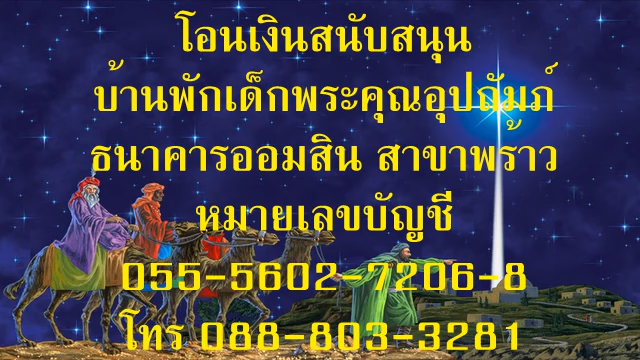 โอนเงินสนับสนุน
บ้านพักเด็กพระคุณอุปถัมภ์
ธนาคารออมสิน สาขาพร้าว
หมายเลขบัญชี
055-5602-7206-8
โทร 088-803-3281